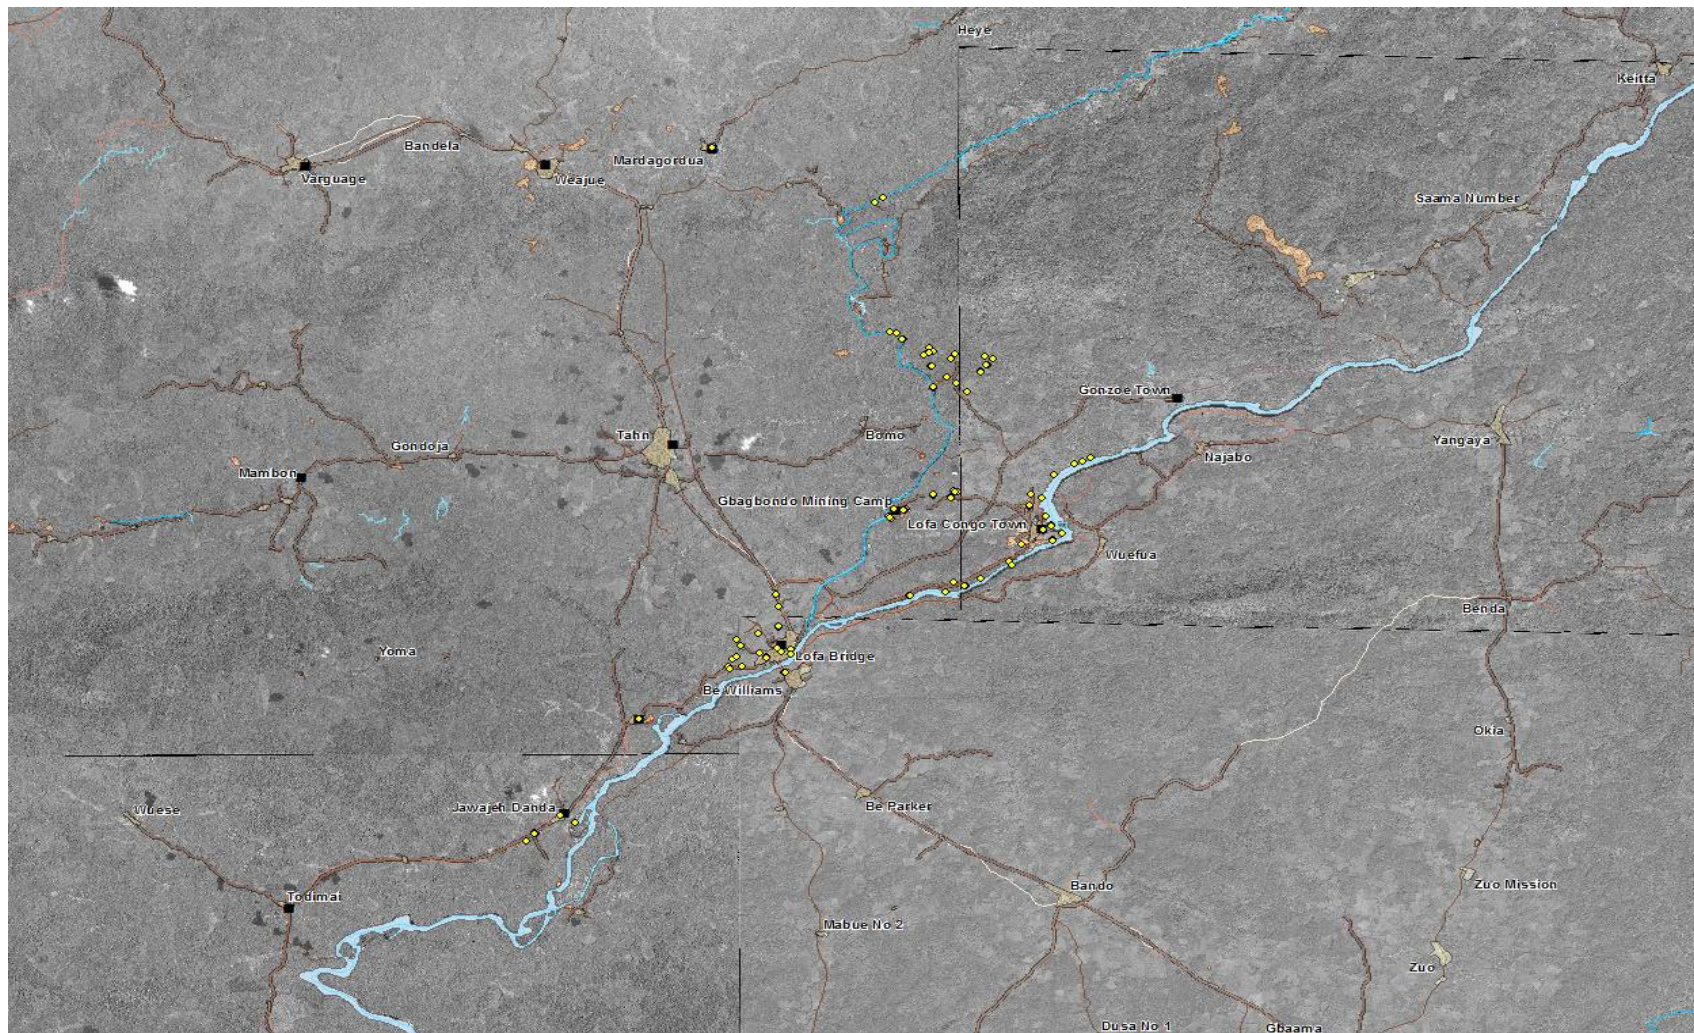 Heye
Keitta
Bandela
Mardagordua
Varguage
Weajue
Saama Number
Gonzoe Town
Tahn
Bomo
Gondoja
Yangaya
Najabo
Mambon
Gbagbondo Mining Camp
Lofa Congo Town
Wuefua
Benda
Yoma
Lofa Bridge
Be Williams
Okia
Jawajeh Danda
Be Parker
Wuese
Bando
Zuo Mission
Todimai
Mabue No 2
Zuo
Dusa No 1
Gbaama